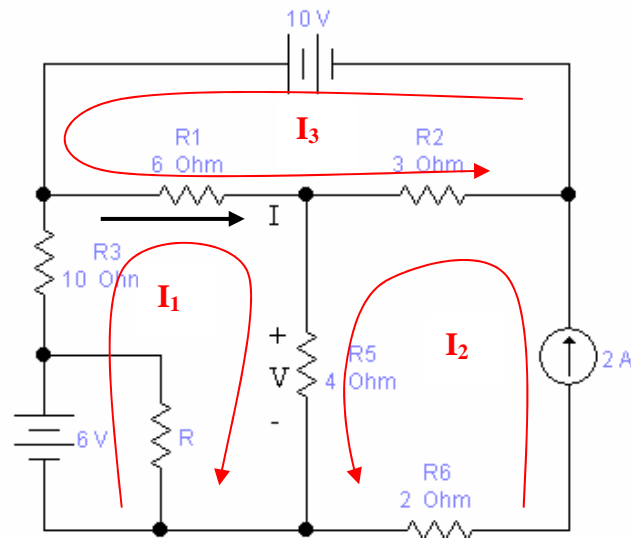 10 V
I3
R1
6 Ohm
R2
3 Ohm
I
R3
10 Ohn
I1
+
V
-
R5
4 Ohm
I2
2 A
6 V
R
R6
2 Ohm